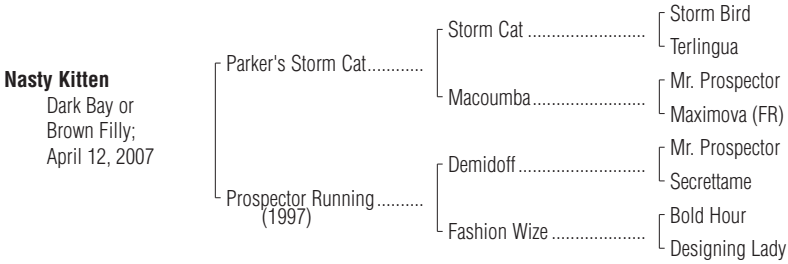 Storm Bird
Storm Cat ........................
Terlingua
Parker's Storm Cat............
Nasty Kitten
Mr. Prospector
Macoumba.......................
Dark Bay or
Maximova (FR)
Brown Filly;
April 12, 2007
Mr. Prospector
Demidoff..........................
Secrettame
Prospector Running..........
(1997)
Bold Hour
Fashion Wize ...................
Designing Lady